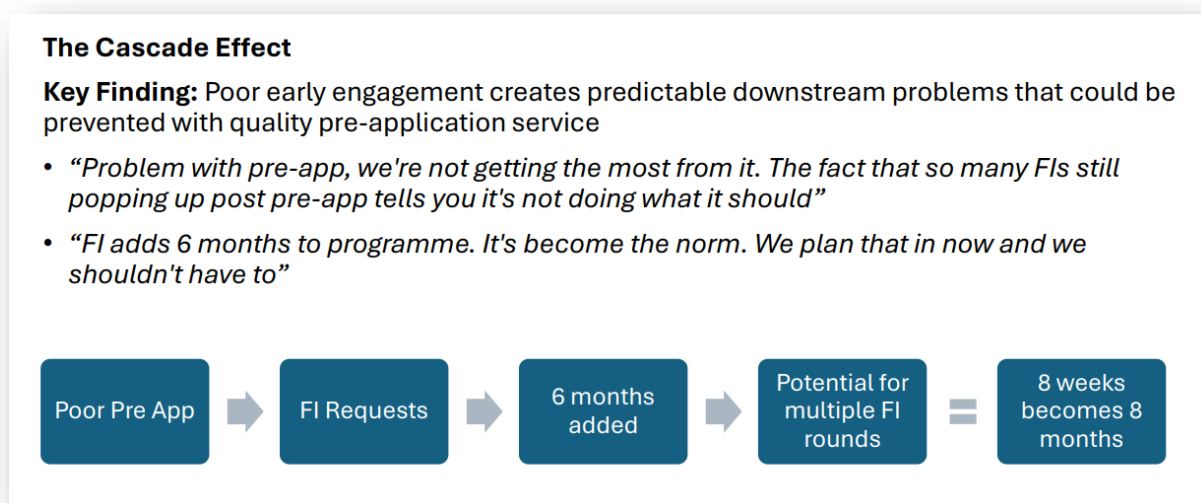 The Cascade Effect
Key Finding: Poor early engagement creates predictable downstream problems that could be
prevented with quality pre-application service
• “Problem with pre-app, we're not getting the most from it. The fact that so many FIs still
popping up post pre-app tells you it's not doing what it should”
• “FI adds 6 months to programme. It's become the norm. We plan that in now and we
shouldn't have to”
Poor Pre App
FI Requests
6 months
added
Potential for
multiple FI
rounds
=
8 weeks
becomes 8
months